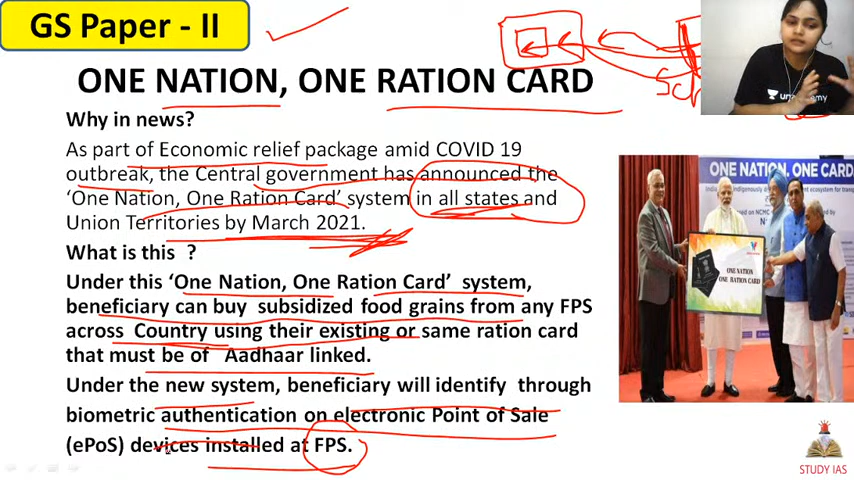 GS Paper - II
ONE NATION, ONE RATION CARD
Why in news?
As part of Economic relief package amid COVID 19
outbreak, the Central government has announced the
‘One Nation, One Ration Card’ system in all states and
Union Territories by March 2021.
What is this ?
Under this ‘One Nation, One Ration Card’ system,
beneficiary can buy subsidized food grains from any FPS
across Country using their existing or same ration card
that must be of Aadhaar linked.
Under the new system, beneficiary will identify through
biometric authentication on electronic Point of Sale
(ePoS) devices installed at FPS.
ONE NATION, ONE CARD
ONE NATION
ONE RATION CARD
STUDY IAS